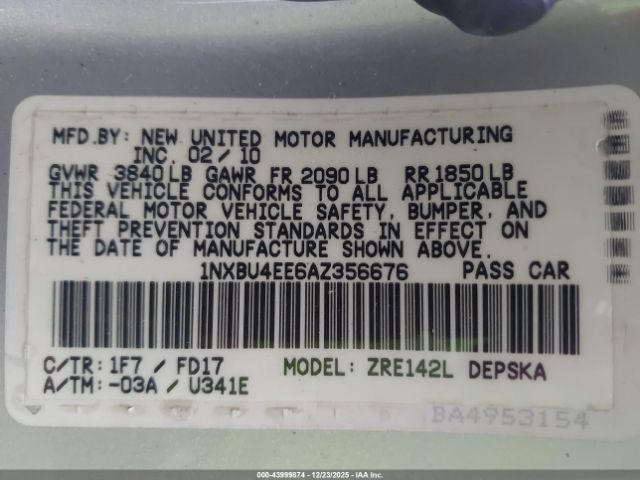 MFD.BY: NEW UNITED MOTOR MANUFACTURING
INC. 02/10
GVWR 3840LB GAWR FR 2090LB RR1850LB
THIS VEHICLE CONFORMS TO ALL APPLICABLE
FEDERAL MOTOR VEHICLE SAFETY, BUMPER, AND
THEFT PREVENTION STANDARDS IN EFFECT ON
THE DATE OF MANUFACTURE SHOWN ABOVE.
1NXBU4EE6AZ356676 PASS CAR
C/TR: 1F7 / FD17 MODEL: ZRE142L DEPSKA
A/TM: -03A / U341E
BA4953154
000-43999874 | 12/23/2025 - IAA, Inc.